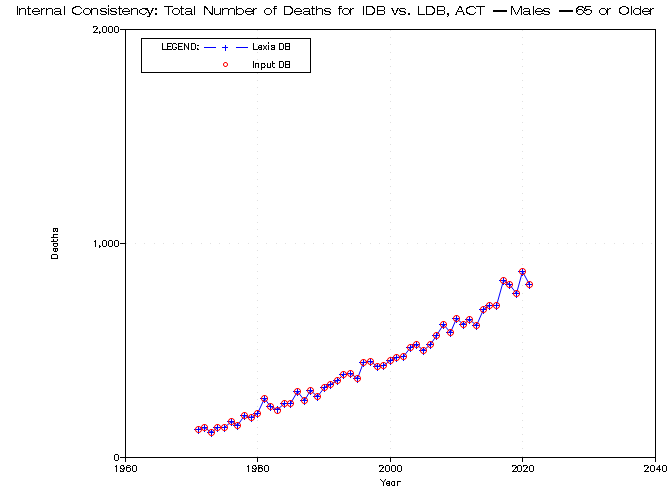 Internal Consistency: Total Number of Deaths for IDB vs. LDB, ACT — Males — 65 or Older
2,000
LEGEND: Lexis DB
Input DB
Deaths
1,000
0
1960 1980 2000 2020 2040
Year